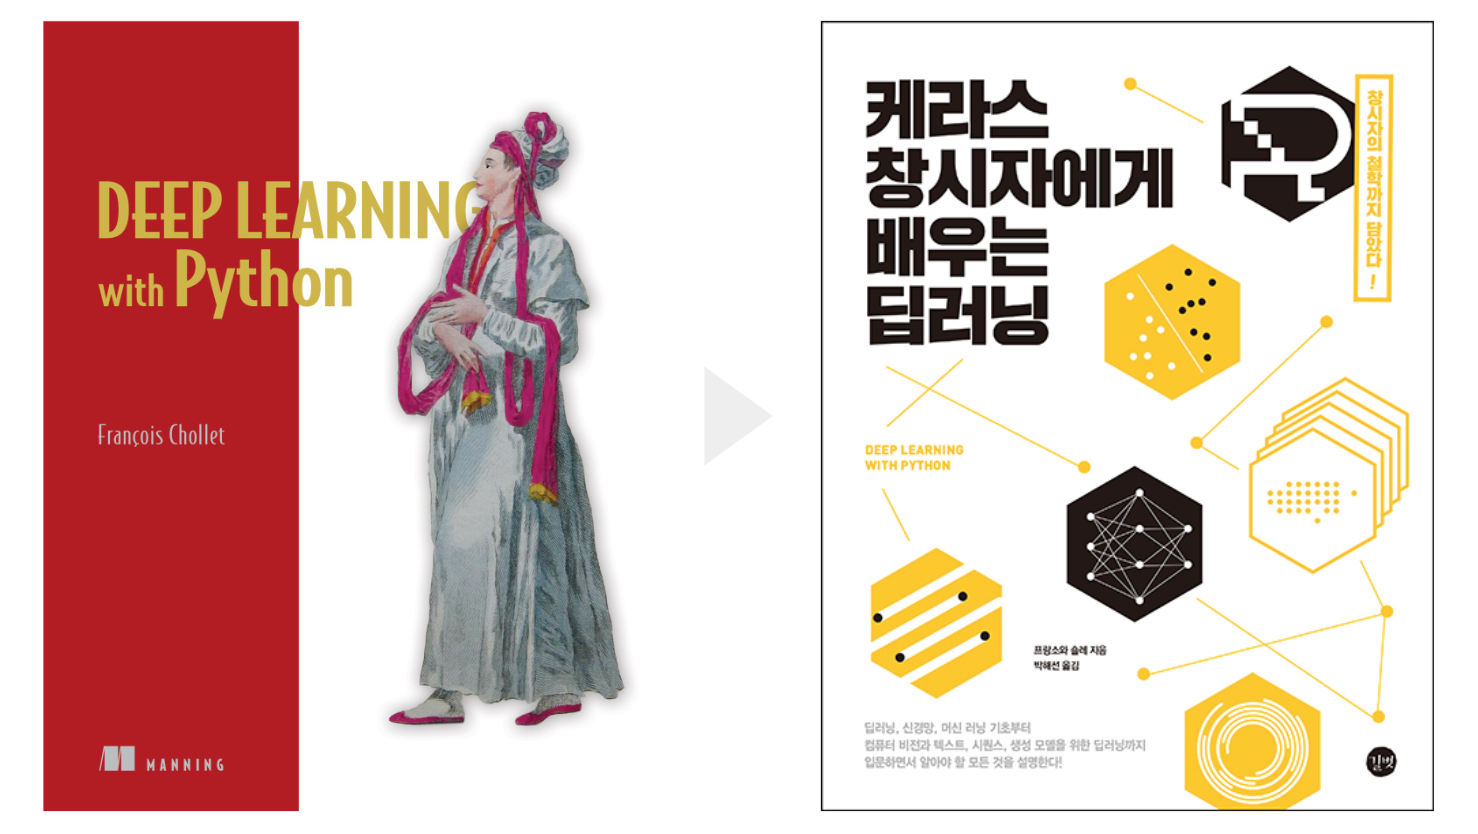 DEEP LEARNING
with Python
François Chollet
MANNING
케라스
창시자에게
배우는
딥러닝
창시자의 철학까지 담았다!
DEEP LEARNING
WITH PYTHON
프랑소와 슐레 지음
박해선 옮김
딥러닝, 신경망, 머신 러닝 기초부터
컴퓨터 비전과 텍스트, 시퀀스, 생성 모델을 위한 딥러닝까지
입문하면서 알아야 할 모든 것을 설명한다!
길벗